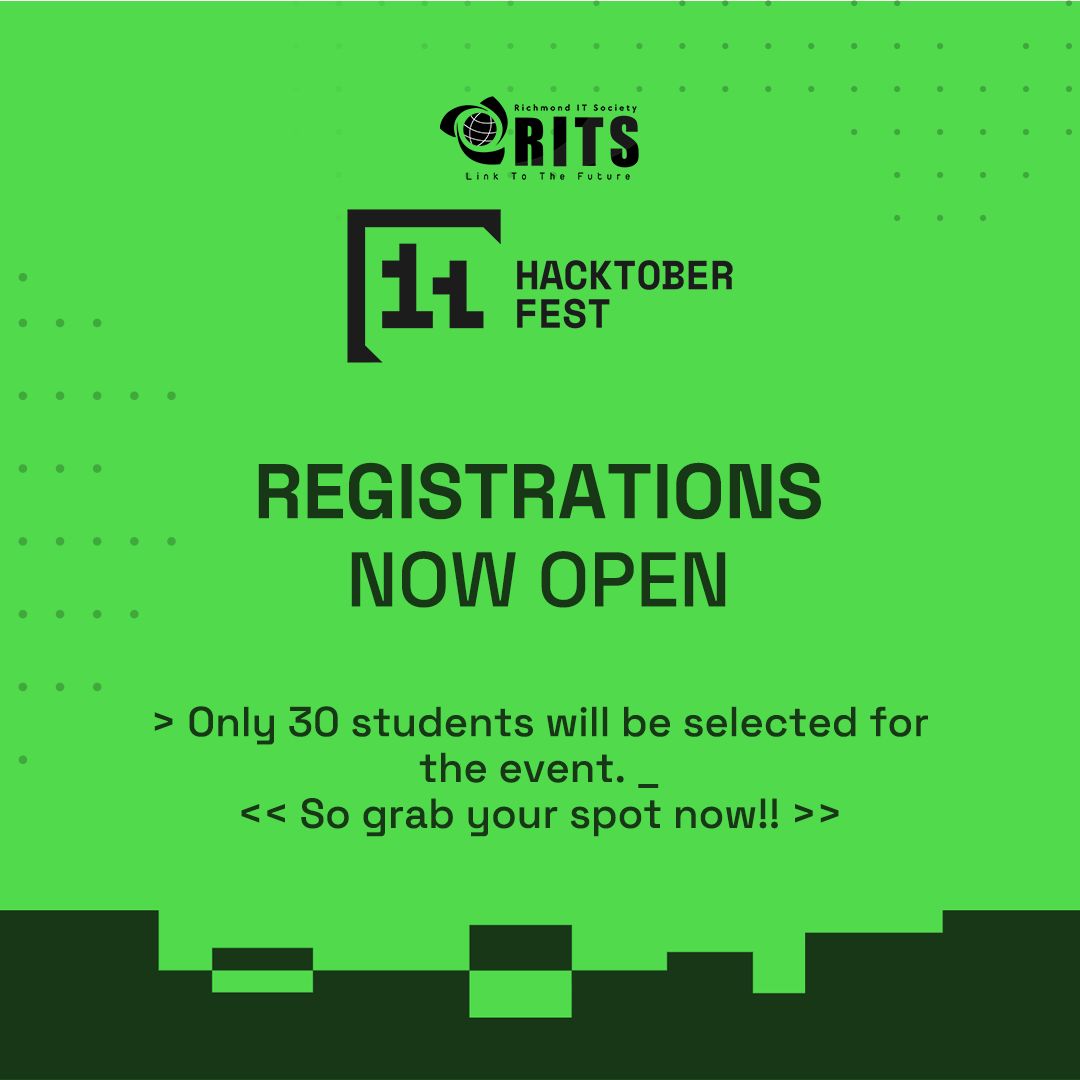 Richmond IT Society
RITS
Link To The Future
11
HACKTOBER
FEST
REGISTRATIONS
NOW OPEN
> Only 30 students will be selected for
the event. _
<< So grab your spot now!! >>